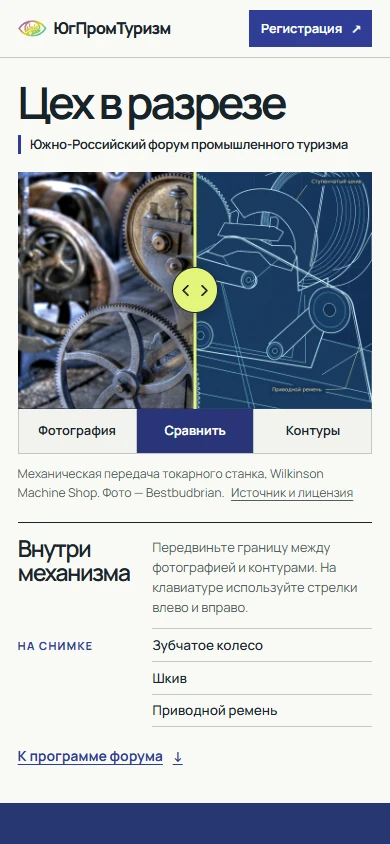 ЮгПромТуризм
Регистрация ↗
Цех в разрезе
Южно-Российский форум промышленного туризма
Ступенчатый шкив
Приводной ремень
Фотография
Сравнить
Контуры
Механическая передача токарного станка, Wilkinson
Machine Shop. Фото — Bestbudbrian. Источник и лицензия
Внутри
механизма
Передвиньте границу между
фотографией и контурами. На
клавиатуре используйте стрелки
влево и вправо.
НА СНИМКЕ
Зубчатое колесо
Шкив
Приводной ремень
К программе форума ↓